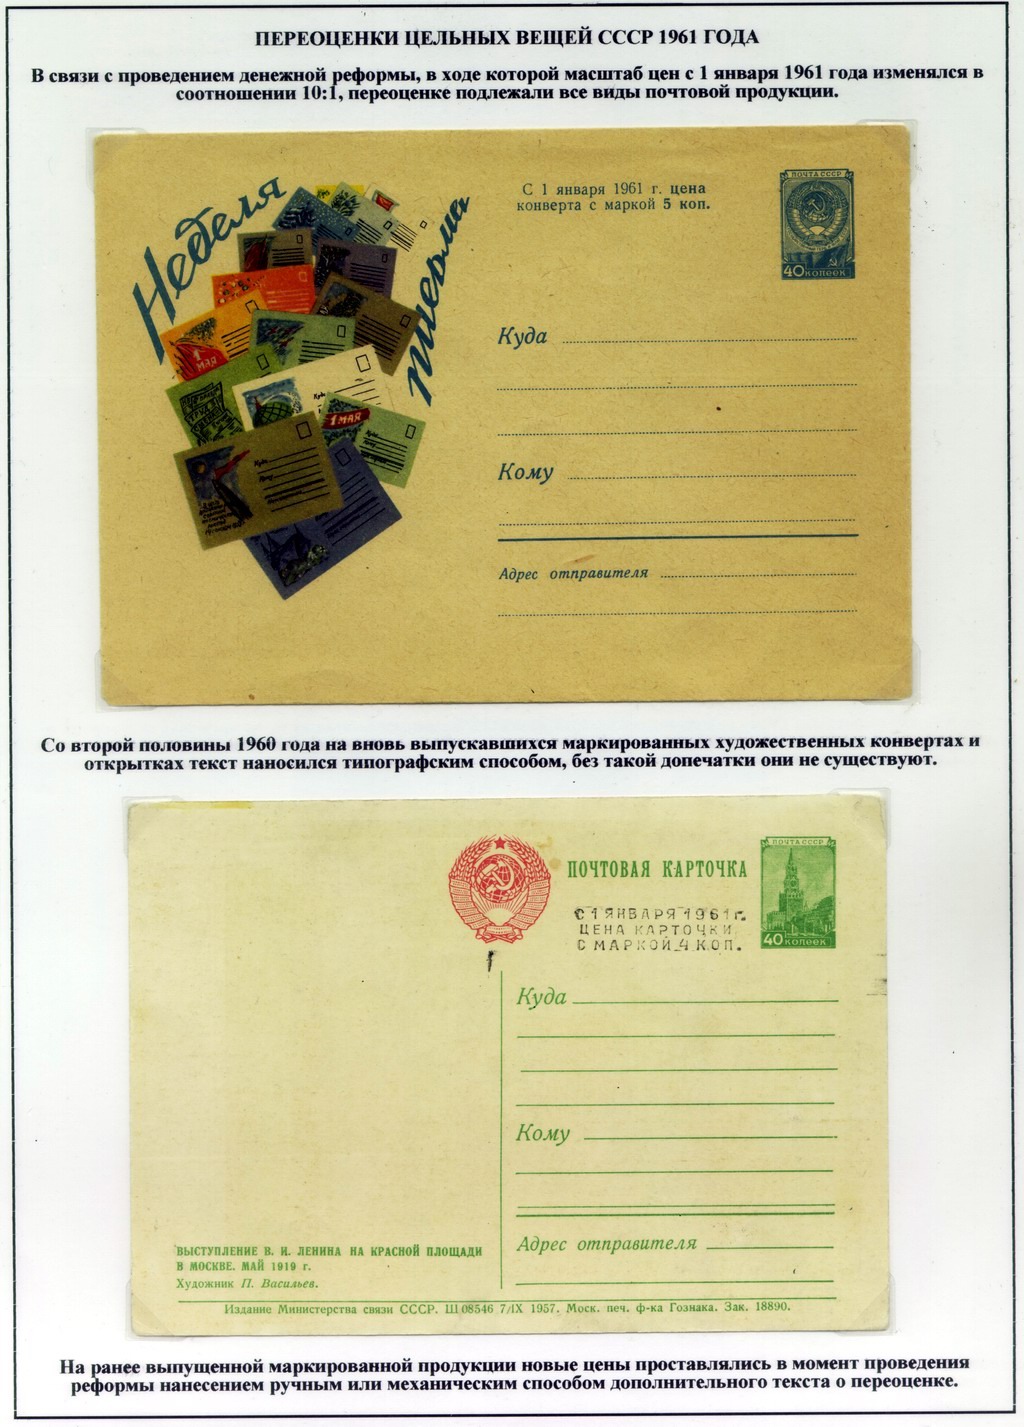 ПЕРЕОЦЕНКИ ЦЕЛЬНЫХ ВЕЩЕЙ СССР 1961 ГОДА
В связи с проведением денежной реформы, в ходе которой масштаб цен с 1 января 1961 года изменялся в
соотношении 10:1, переоценке подлежали все виды почтовой продукции.
Неделя
письма
1 МАЯ
1 МАЯ
С 1 января 1961 г. цена
конверта с маркой 5 коп.
ПОЧТА СССР
40 КОПЕЕК
Куда
Кому
Адрес отправителя
Со второй половины 1960 года на вновь выпускавшихся маркированных художественных конвертах и
открытках текст наносился типографским способом, без такой допечатки они не существуют.
ПОЧТОВАЯ КАРТОЧКА
ПОЧТА СССР
40 КОПЕЕК
С 1 ЯНВАРЯ 1961 г.
ЦЕНА КАРТОЧКИ
С МАРКОЙ 4 КОП.
Куда
Кому
Адрес отправителя
ВЫСТУПЛЕНИЕ В. И. ЛЕНИНА НА КРАСНОЙ ПЛОЩАДИ
В МОСКВЕ. МАЙ 1919 г.
Художник П. Васильев.
Издание Министерства связи СССР. Ш 08546 7/IX 1957. Моск. печ. ф-ка Гознака. Зак. 18890.
На ранее выпущенной маркированной продукции новые цены проставлялись в момент проведения
реформы нанесением ручным или механическим способом дополнительного текста о переоценке.